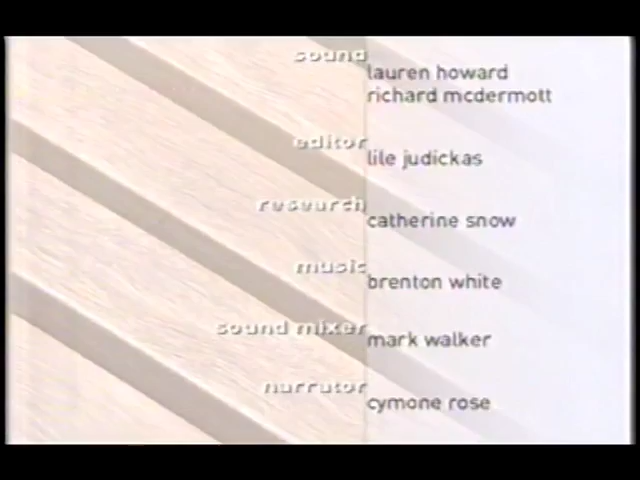 sound
lauren howard
richard mcdermott
editor
lile judickas
research
catherine snow
music
brenton white
sound mixer
mark walker
narrator
cymone rose